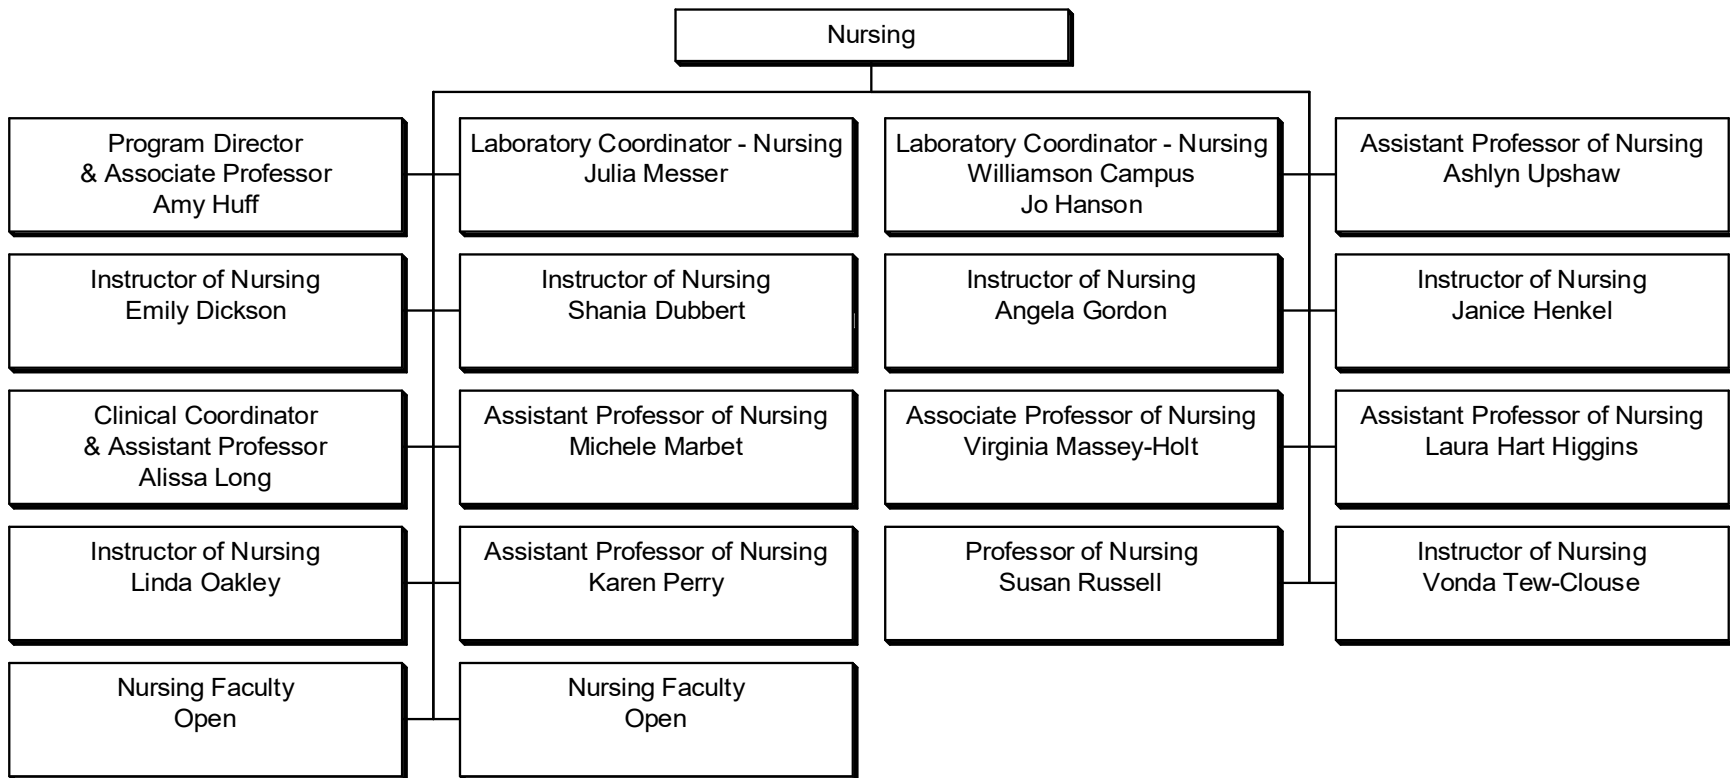 Nursing
Program Director
& Associate Professor
Amy Huff
Laboratory Coordinator - Nursing
Julia Messer
Laboratory Coordinator - Nursing
Williamson Campus
Jo Hanson
Assistant Professor of Nursing
Ashlyn Upshaw
Instructor of Nursing
Emily Dickson
Instructor of Nursing
Shania Dubbert
Instructor of Nursing
Angela Gordon
Instructor of Nursing
Janice Henkel
Clinical Coordinator
& Assistant Professor
Alissa Long
Assistant Professor of Nursing
Michele Marbet
Associate Professor of Nursing
Virginia Massey-Holt
Assistant Professor of Nursing
Laura Hart Higgins
Instructor of Nursing
Linda Oakley
Assistant Professor of Nursing
Karen Perry
Professor of Nursing
Susan Russell
Instructor of Nursing
Vonda Tew-Clouse
Nursing Faculty
Open
Nursing Faculty
Open